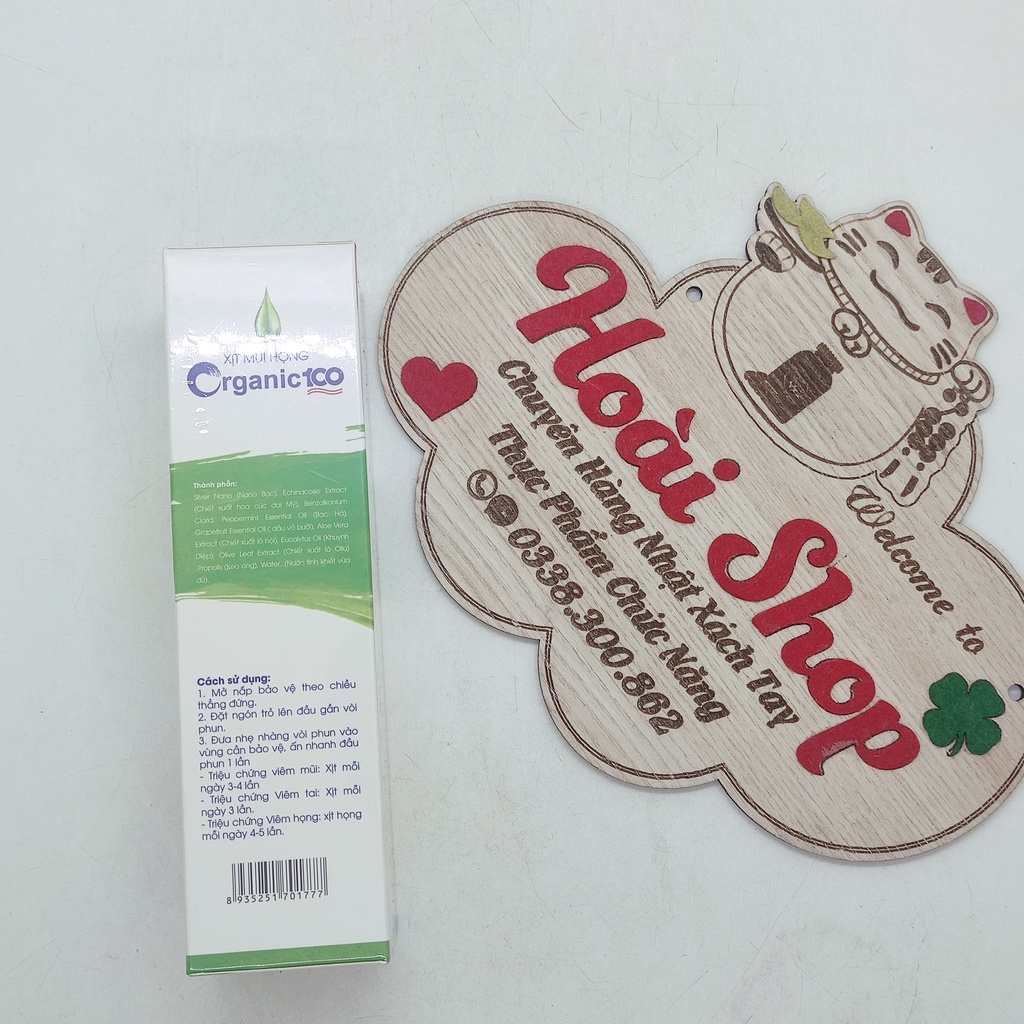 XỊT MŨI HỌNG
Organic100
Thành phần:
Silver Nano (Nano Bạc), Echinacose Extract
(Chiết xuất hoa cúc dại Mỹ), Benzalkonium
Clorid, Peppermint Essential Oil (Bạc Hà),
Grapefruit Essential Oil ( dầu vỏ bưởi), Aloe Vera
Extract (Chiết xuất lô hội), Eucalytus Oil (Khuynh
Diệp), Olive Leaf Extract (Chiết xuất lá Oliu)
,Propolis (Keo ong), Water (Nước tinh khiết vừa
đủ).
Cách sử dụng:
1. Mở nắp bảo vệ theo chiều
thẳng đứng.
2. Đặt ngón trỏ lên đầu gần vòi
phun.
3. Đưa nhẹ nhàng vòi phun vào
vùng cần bảo vệ, ấn nhanh đầu
phun 1 lần
- Triệu chứng viêm mũi: Xịt mỗi
ngày 3-4 lần
- Triệu chứng Viêm tai: Xịt mỗi
ngày 3 lần.
- Triệu chứng Viêm họng: xịt họng
mỗi ngày 4-5 lần.
8 935251 701777
Welcome to
Hoài Shop
Chuyên Hàng Nhật Xách Tay
Thực Phẩm Chức Năng
0338.300.862